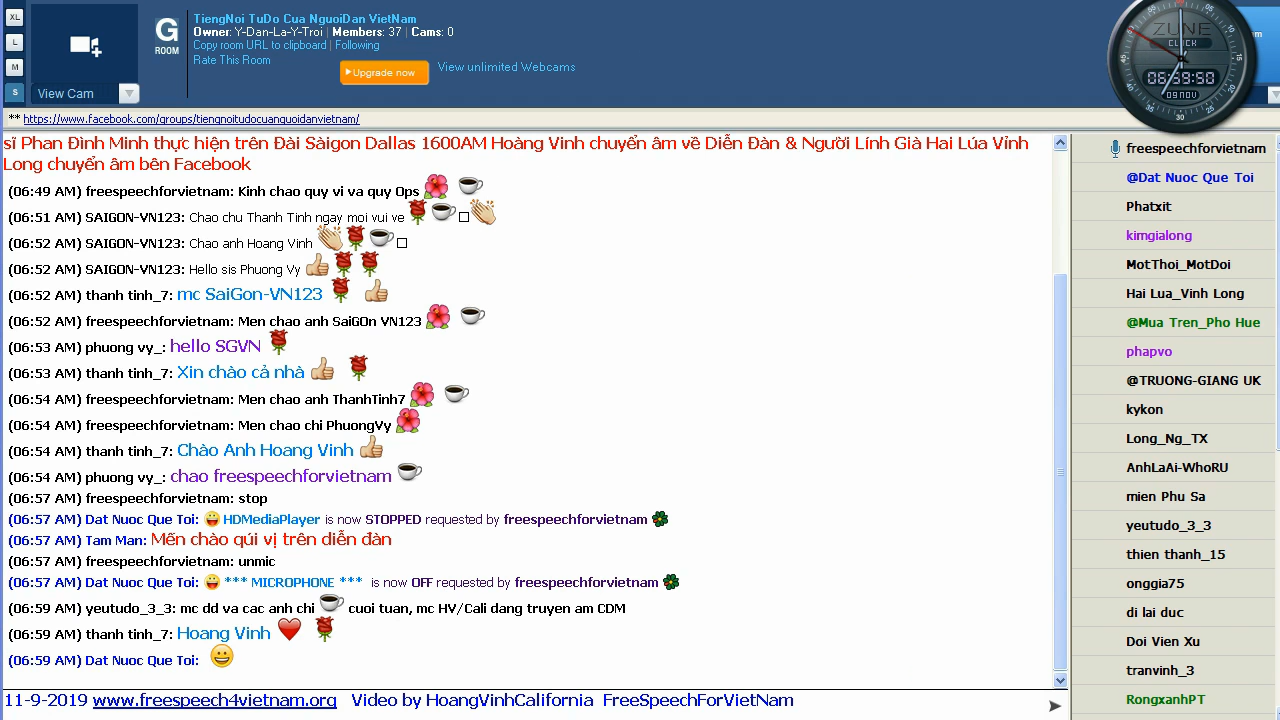 XL
L
M
S
View Cam
G
ROOM
TiengNoi TuDo Cua NguoiDan VietNam
Owner: Y-Dan-La-Y-Troi | Members: 37 | Cams: 0
Copy room URL to clipboard | Following
Rate This Room
Upgrade now
View unlimited Webcams
ZUNE
CLICK
06:59:50
09 NOV
** https://www.facebook.com/groups/tiengnoitudocuanguoidanvietnam/
sĩ Phan Đình Minh thực hiện trên Đài Sàigon Dallas 1600AM Hoàng Vinh chuyển âm về Diễn Đàn & Người Lính Già Hai Lúa Vỉnh
Long chuyển âm bên Facebook
(06:49 AM) freespeechforvietnam: Kinh chao quy vi va quy Ops
(06:51 AM) SAIGON-VN123: Chao chu Thanh Tinh ngay moi vui ve
(06:52 AM) SAIGON-VN123: Chao anh Hoang Vinh
(06:52 AM) SAIGON-VN123: Hello sis Phuong Vy
(06:52 AM) thanh tinh_7: mc SaiGon-VN123
(06:52 AM) freespeechforvietnam: Men chao anh SaiGOn VN123
(06:53 AM) phuong vy_: hello SGVN
(06:53 AM) thanh tinh_7: Xin chào cả nhà
(06:54 AM) freespeechforvietnam: Men chao anh ThanhTinh7
(06:54 AM) freespeechforvietnam: Men chao chi PhuongVy
(06:54 AM) thanh tinh_7: Chào Anh Hoang Vinh
(06:54 AM) phuong vy_: chao freespeechforvietnam
(06:57 AM) freespeechforvietnam: stop
(06:57 AM) Dat Nuoc Que Toi: HDMediaPlayer is now STOPPED requested by freespeechforvietnam
(06:57 AM) Tam Man: Mến chào qúi vị trên diễn đàn
(06:57 AM) freespeechforvietnam: unmic
(06:57 AM) Dat Nuoc Que Toi: *** MICROPHONE *** is now OFF requested by freespeechforvietnam
(06:59 AM) yeutudo_3_3: mc dd va cac anh chi cuoi tuan, mc HV/Cali dang truyen am CDM
(06:59 AM) thanh tinh_7: Hoang Vinh
(06:59 AM) Dat Nuoc Que Toi:
freespeechforvietnam
@Dat Nuoc Que Toi
Phatxit
kimgialong
MotThoi_MotDoi
Hai Lua_Vinh Long
@Mua Tren_Pho Hue
phapvo
@TRUONG-GIANG UK
kykon
Long_Ng_TX
AnhLaAi-WhoRU
mien Phu Sa
yeutudo_3_3
thien thanh_15
onggia75
di lai duc
Doi Vien Xu
tranvinh_3
RongxanhPT
11-9-2019 www.freespeech4vietnam.org Video by HoangVinhCalifornia FreeSpeechForVietNam